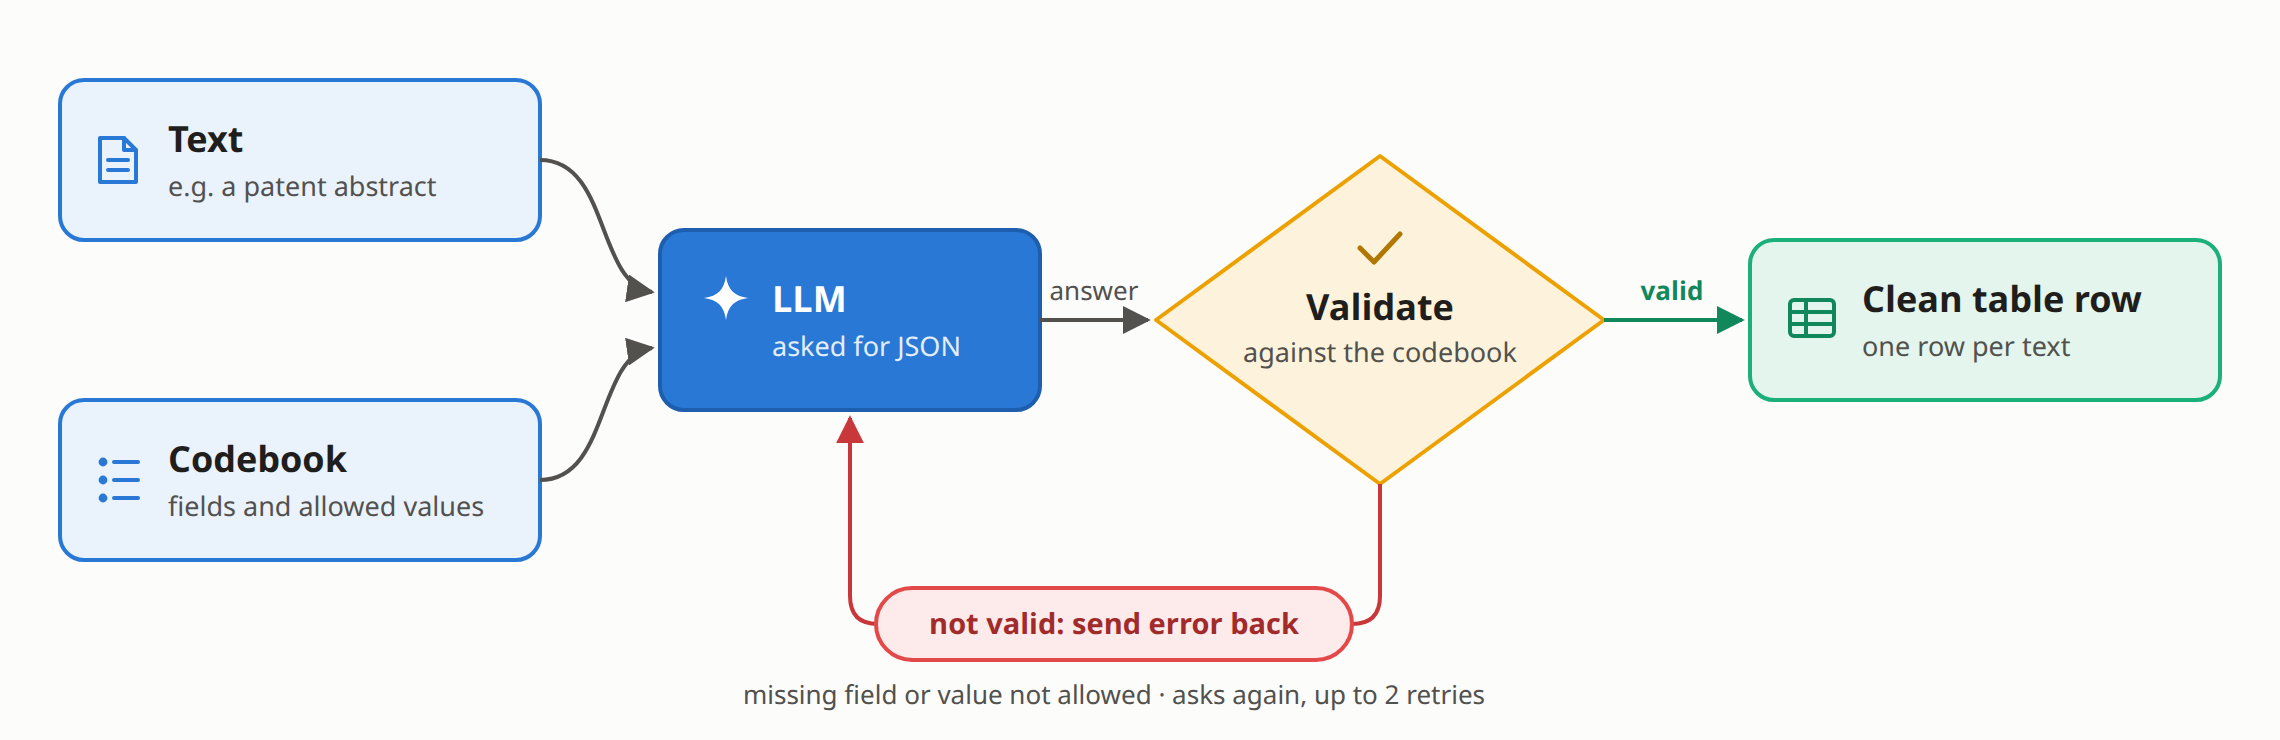 Text
e.g. a patent abstract
Codebook
fields and allowed values
LLM
asked for JSON
answer
Validate
against the codebook
valid
Clean table row
one row per text
not valid: send error back
missing field or value not allowed · asks again, up to 2 retries